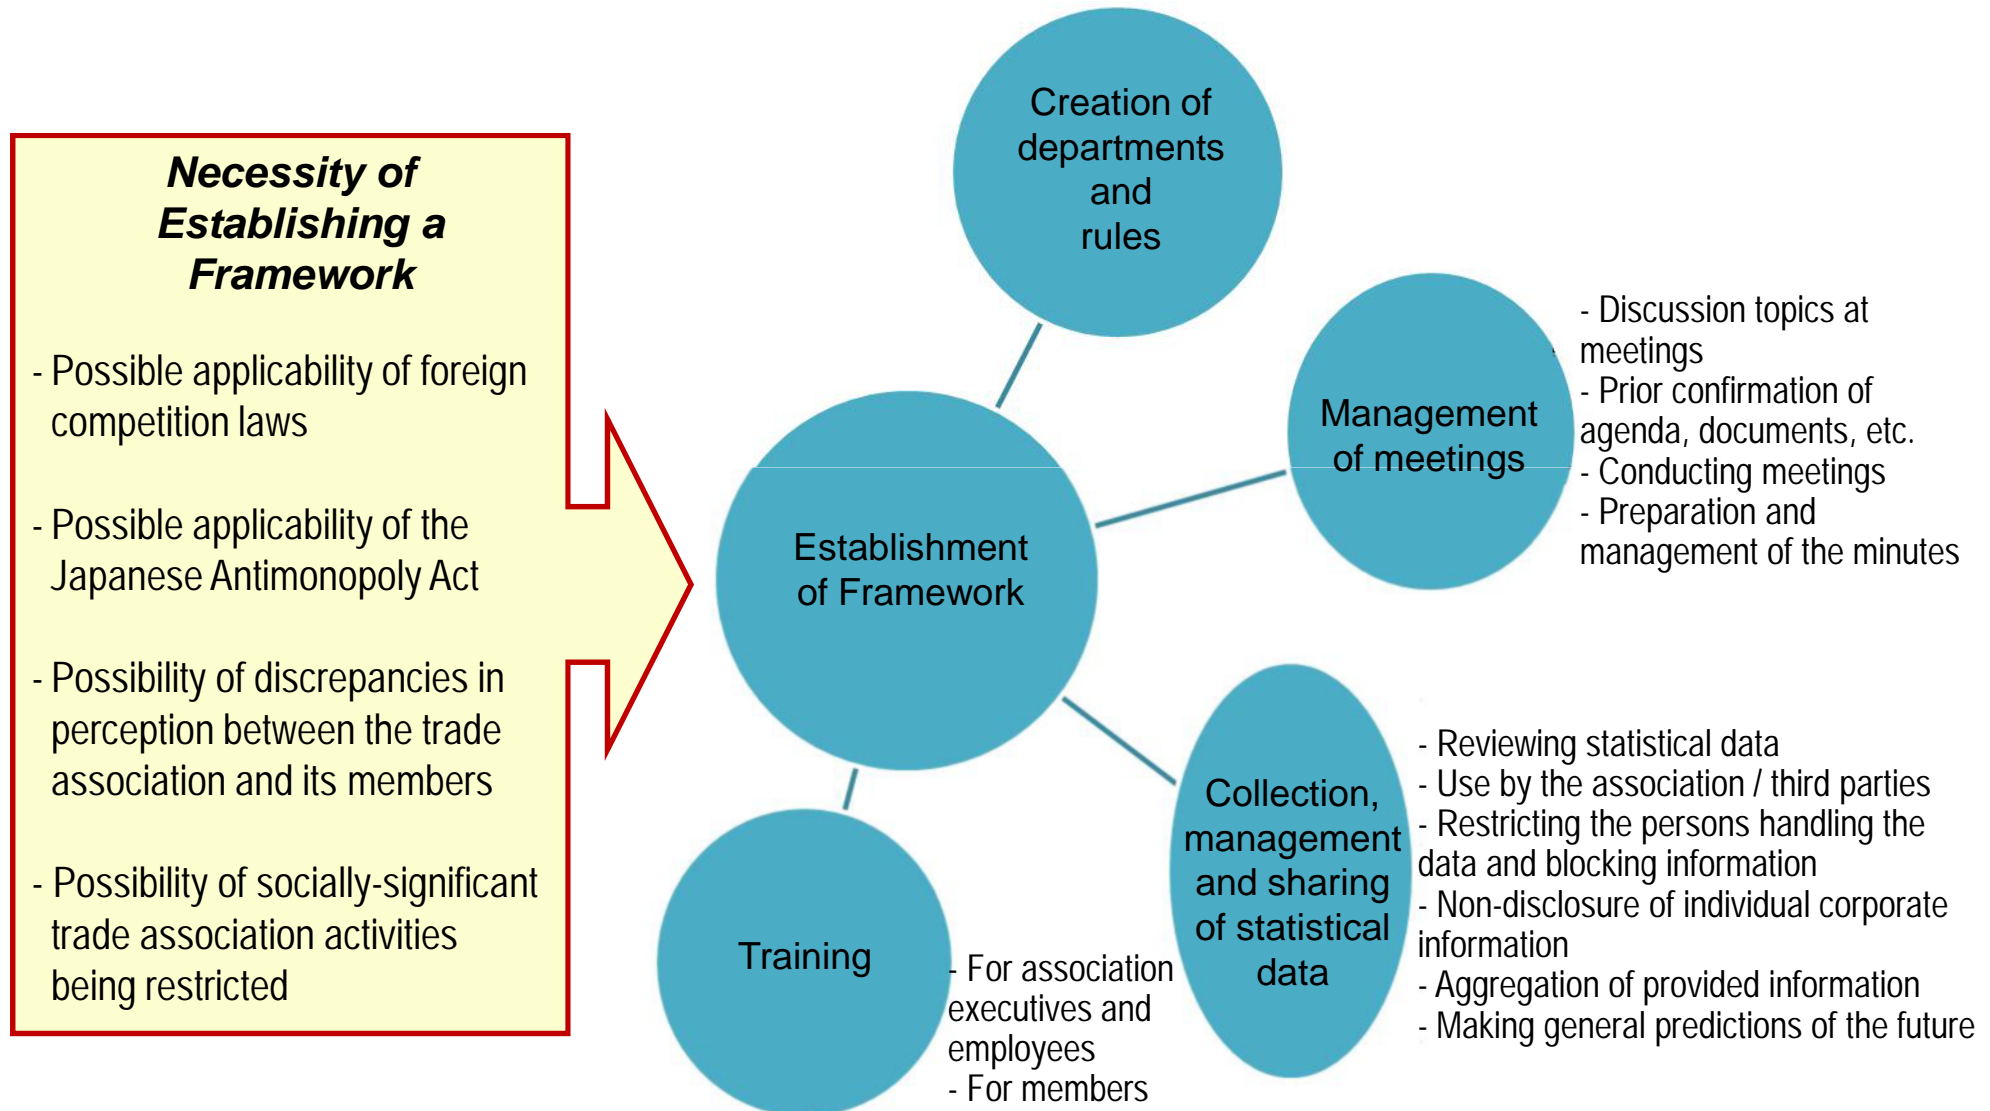 Necessity of
Establishing a
Framework
- Possible applicability of foreign
competition laws
- Possible applicability of the
Japanese Antimonopoly Act
- Possibility of discrepancies in
perception between the trade
association and its members
- Possibility of socially-significant
trade association activities
being restricted
Creation of
departments
and
rules
Management
of meetings
- Discussion topics at
meetings
- Prior confirmation of
agenda, documents, etc.
- Conducting meetings
- Preparation and
management of the minutes
Establishment
of Framework
Collection,
management
and sharing
of statistical
data
- Reviewing statistical data
- Use by the association / third parties
- Restricting the persons handling the
data and blocking information
- Non-disclosure of individual corporate
information
- Aggregation of provided information
- Making general predictions of the future
Training
- For association
executives and
employees
- For members